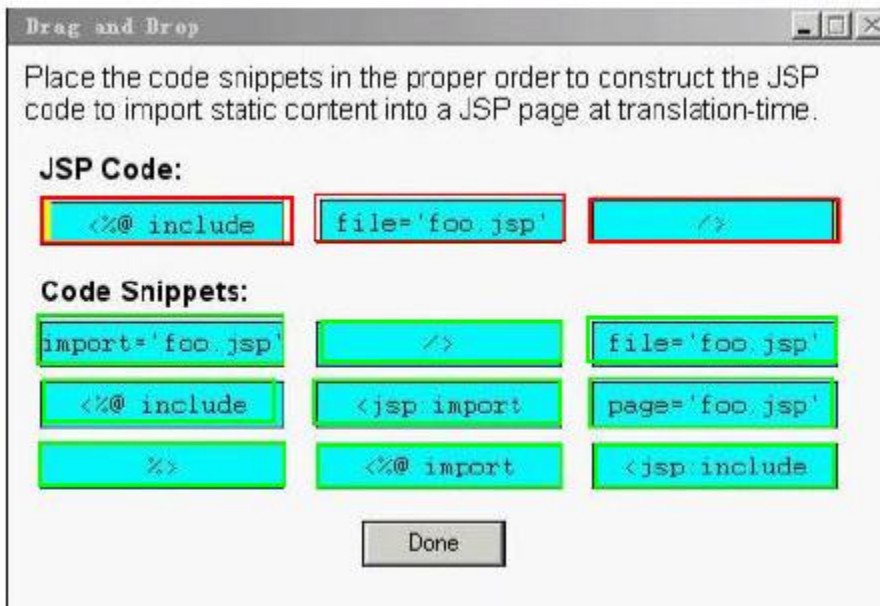 Drag and Drop
Place the code snippets in the proper order to construct the JSP
code to import static content into a JSP page at translation-time.
JSP Code:
<%@ include file='foo.jsp' />
Code Snippets:
import='foo.jsp' /> file='foo.jsp'
<%@ include <jsp:import page='foo.jsp'
%> <%@ import <jsp:include
Done